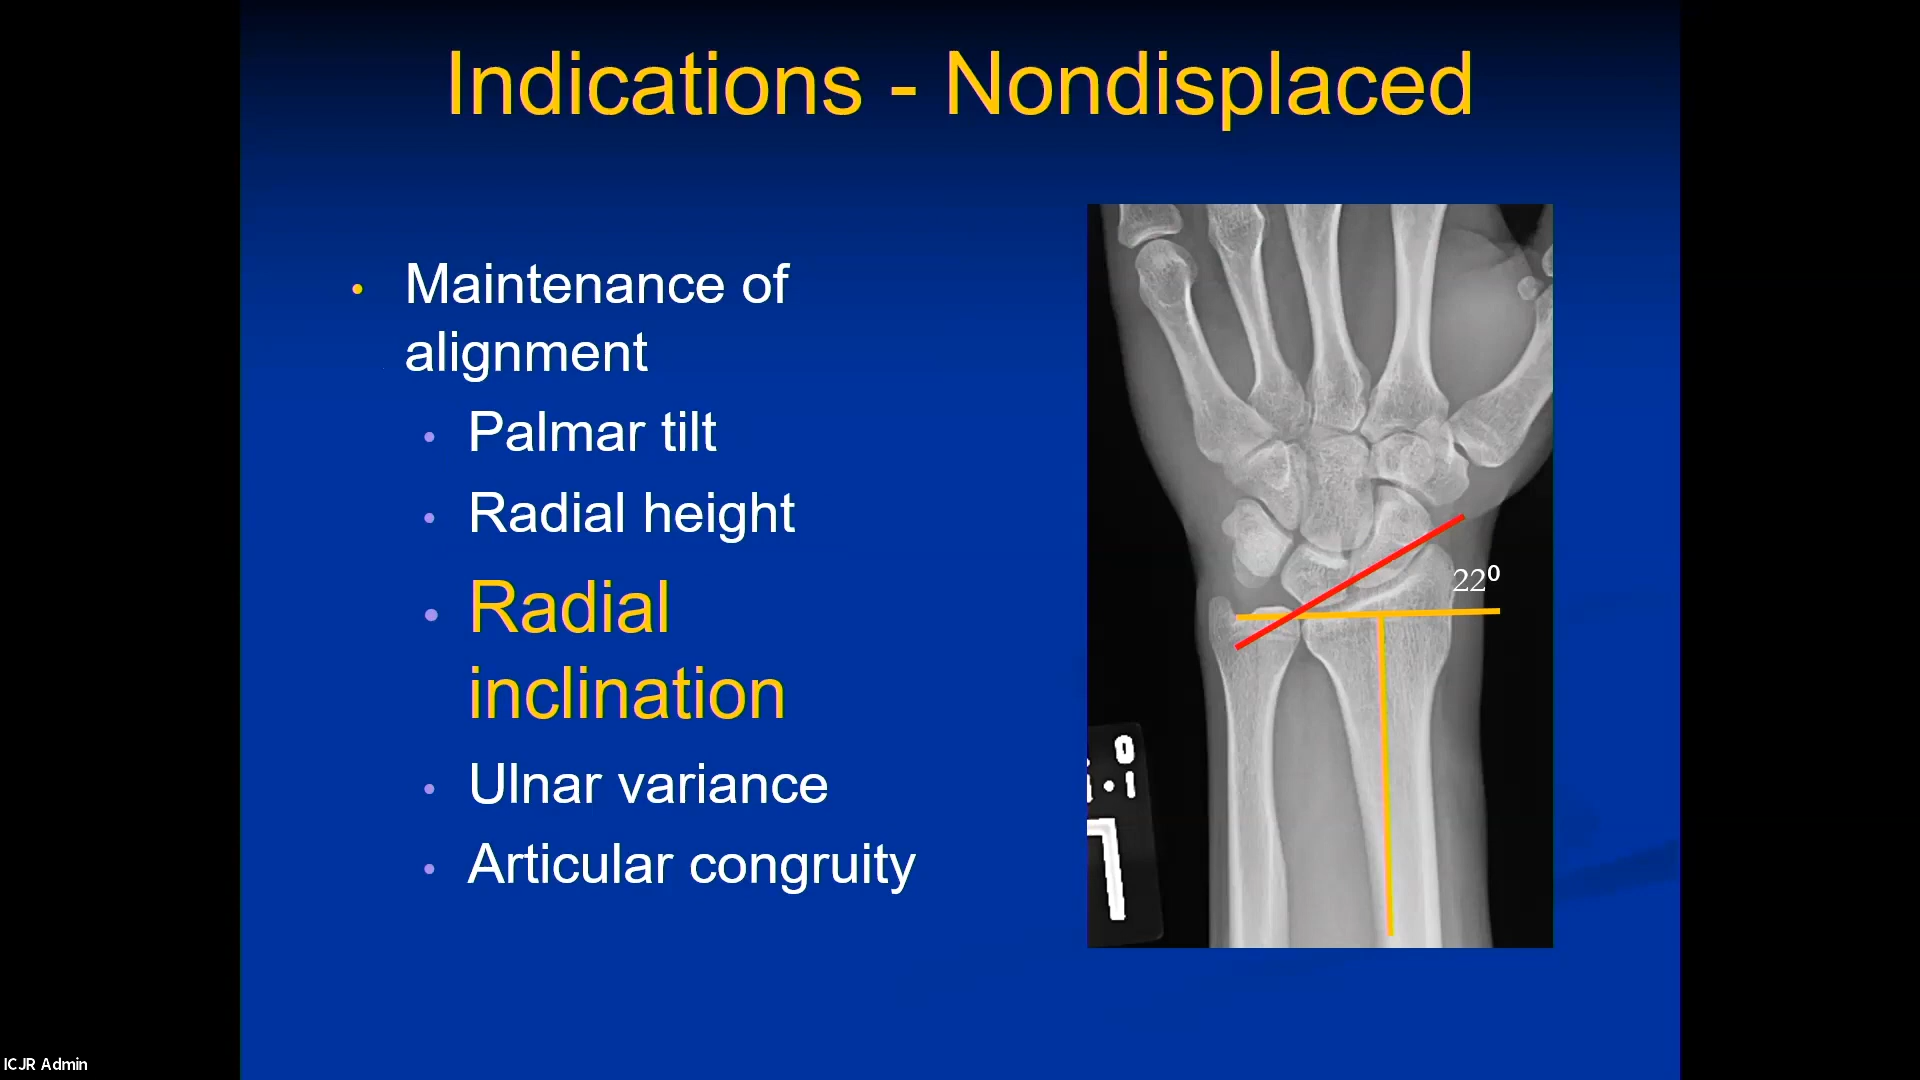 Indications - Nondisplaced
• Maintenance of
alignment
• Palmar tilt
• Radial height
• Radial
inclination
• Ulnar variance
• Articular congruity
22⁰
ICJR Admin